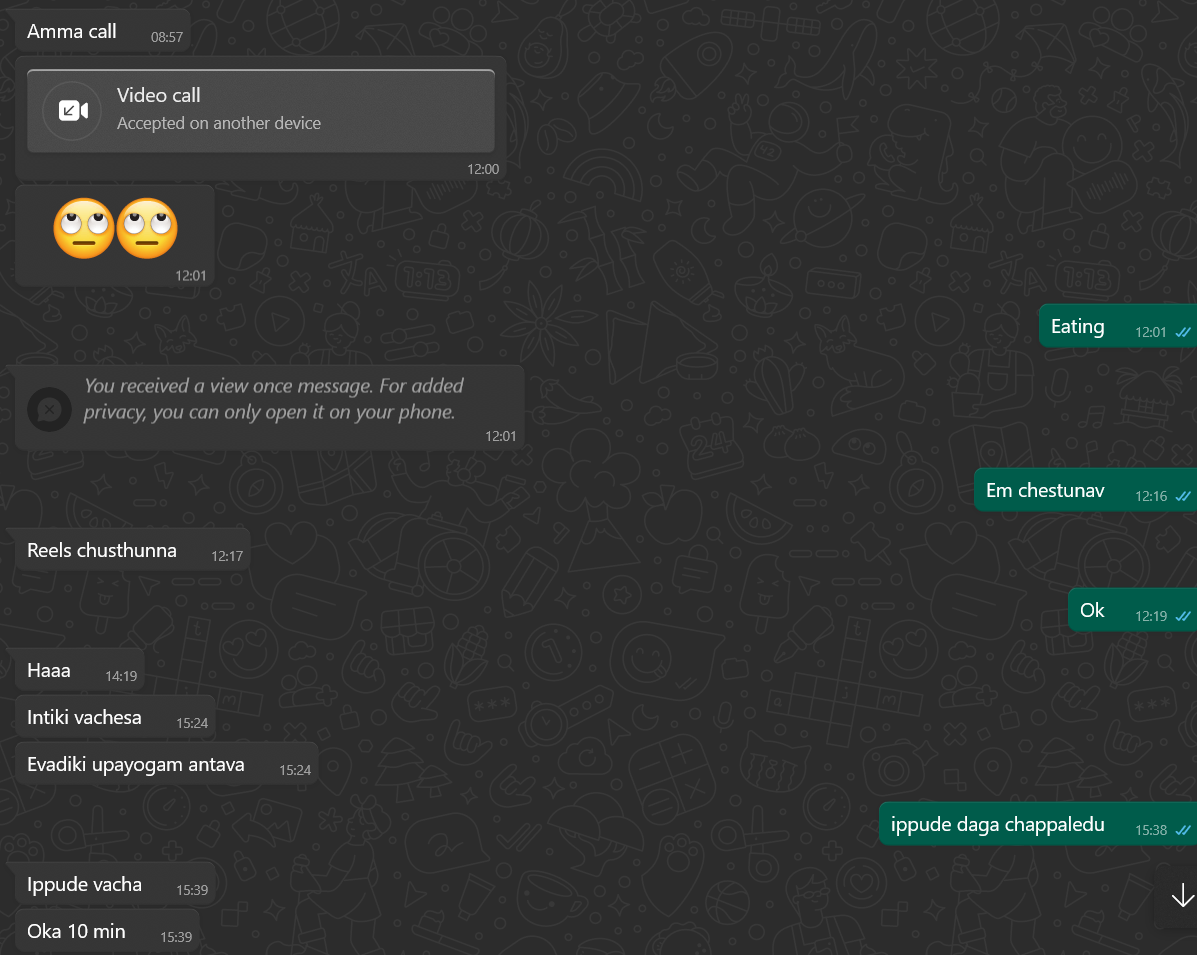 Amma call 08:57
Video call
Accepted on another device
12:00
🙄🙄
12:01
Eating 12:01
You received a view once message. For added
privacy, you can only open it on your phone.
12:01
Em chestunav 12:16
Reels chusthunna 12:17
Ok 12:19
Haaa 14:19
Intiki vachesa 15:24
Evadiki upayogam antava 15:24
ippude daga chappaledu 15:38
Ippude vacha 15:39
Oka 10 min 15:39